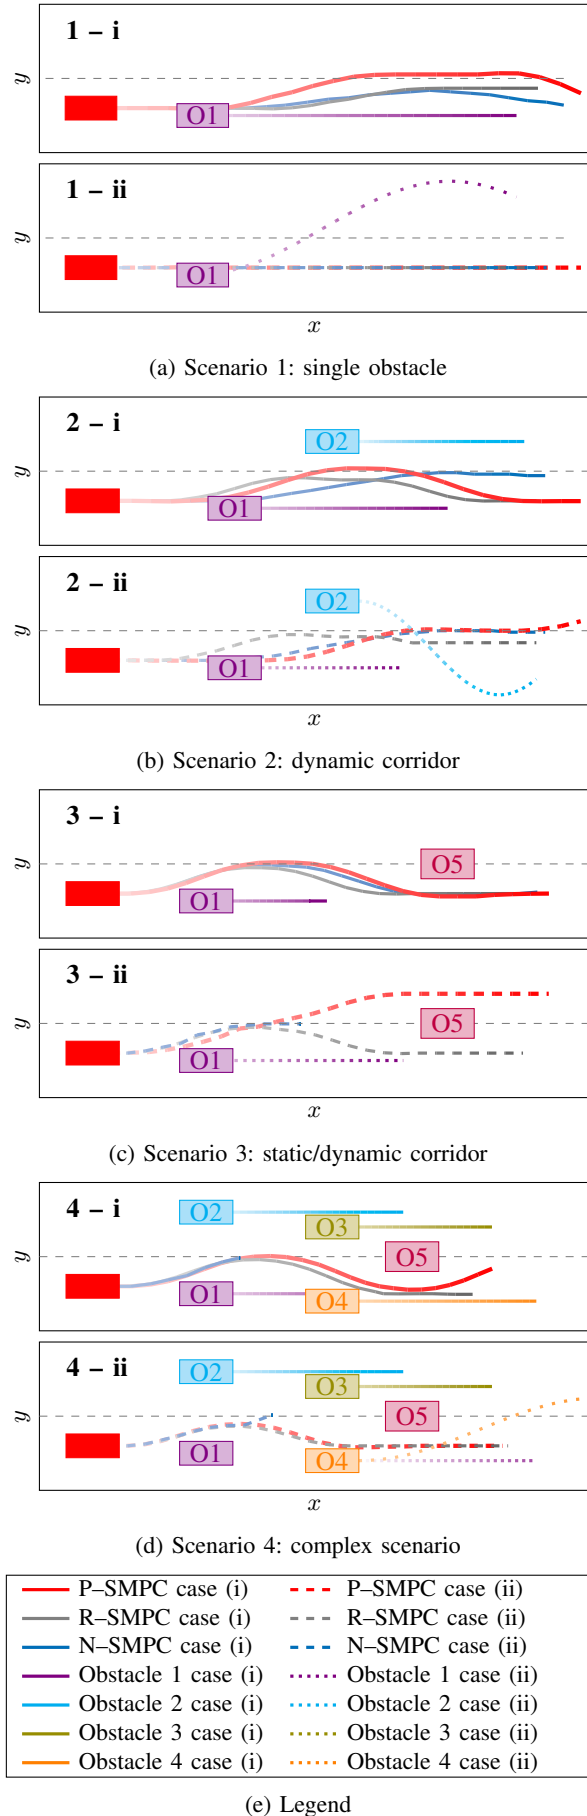 1 – i
y
O1
1 – ii
y
O1
x
(a) Scenario 1: single obstacle
2 – i
O2
y
O1
2 – ii
O2
y
O1
x
(b) Scenario 2: dynamic corridor
3 – i
y
O5
O1
3 – ii
y
O5
O1
x
(c) Scenario 3: static/dynamic corridor
4 – i
O2
O3
y
O5
O1
O4
4 – ii
O2
O3
y
O5
O1
O4
x
(d) Scenario 4: complex scenario
P–SMPC case (i) P–SMPC case (ii)
R–SMPC case (i) R–SMPC case (ii)
N–SMPC case (i) N–SMPC case (ii)
Obstacle 1 case (i) Obstacle 1 case (ii)
Obstacle 2 case (i) Obstacle 2 case (ii)
Obstacle 3 case (i) Obstacle 3 case (ii)
Obstacle 4 case (i) Obstacle 4 case (ii)
(e) Legend